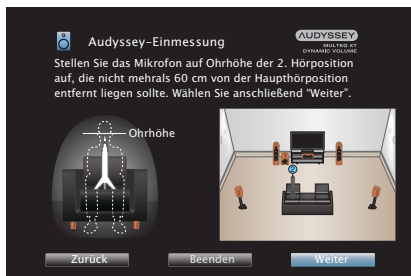 Audyssey-Einmessung
AUDYSSEY
MULTEQ XT
DYNAMIC VOLUME
Stellen Sie das Mikrofon auf Ohrhöhe der 2. Hörposition
auf, die nicht mehrals 60 cm von der Haupthörposition
entfernt liegen sollte. Wählen Sie anschließend “Weiter”.
Ohrhöhe
2
Zurück
Beenden
Weiter